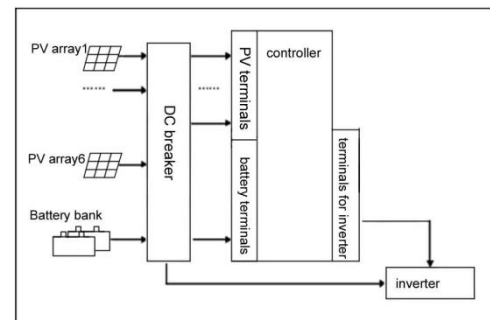 PV array1
......
PV array6
Battery bank
DC breaker
......
PV terminals
battery terminals
controller
terminals for inverter
inverter